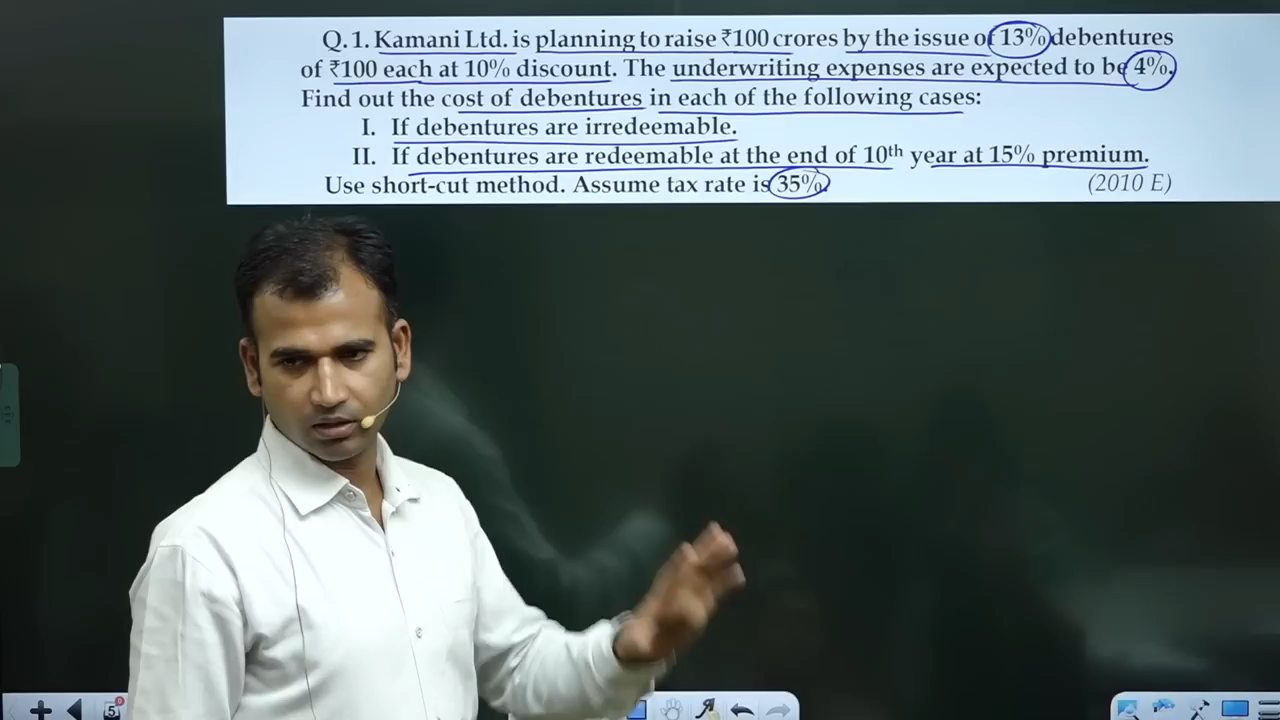 Q. 1. Kamani Ltd. is planning to raise ₹100 crores by the issue of 13% debentures
of ₹100 each at 10% discount. The underwriting expenses are expected to be 4%.
Find out the cost of debentures in each of the following cases:
I. If debentures are irredeemable.
II. If debentures are redeemable at the end of 10th year at 15% premium.
Use short-cut method. Assume tax rate is 35%.
(2010 E)
5